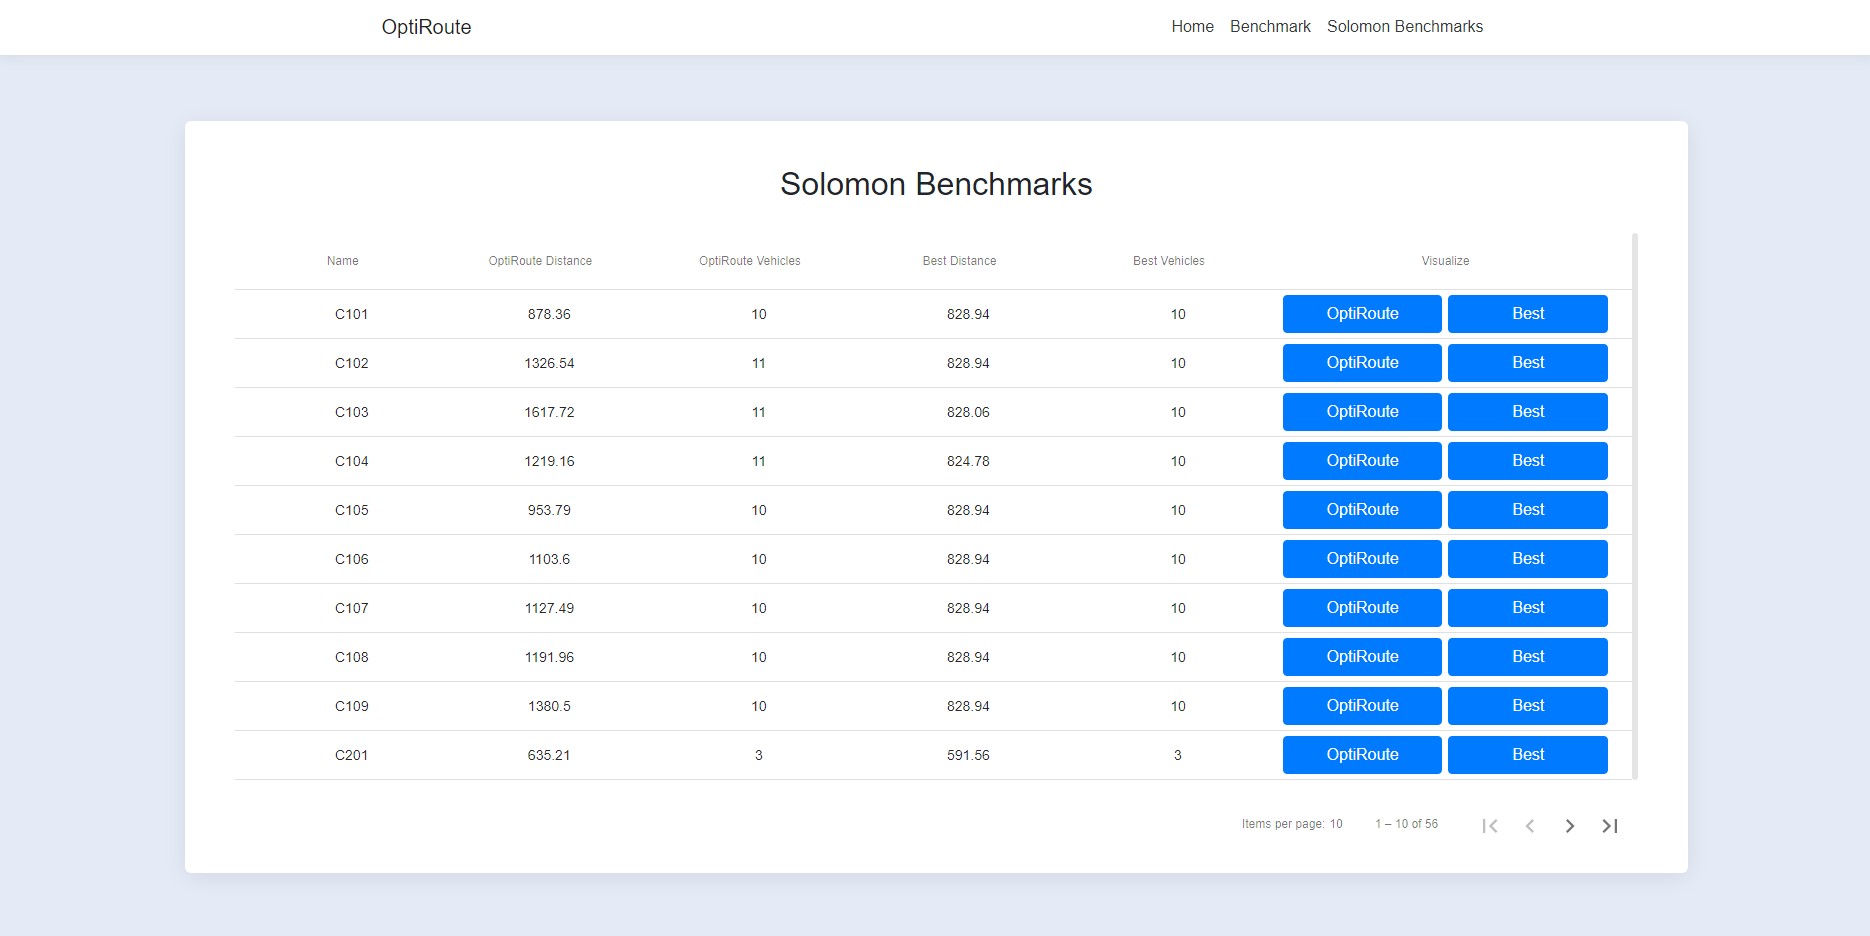 OptiRoute Home Benchmark Solomon Benchmarks
Solomon Benchmarks
Name OptiRoute Distance OptiRoute Vehicles Best Distance Best Vehicles Visualize
C101 878.36 10 828.94 10 OptiRoute Best
C102 1326.54 11 828.94 10 OptiRoute Best
C103 1617.72 11 828.06 10 OptiRoute Best
C104 1219.16 11 824.78 10 OptiRoute Best
C105 953.79 10 828.94 10 OptiRoute Best
C106 1103.6 10 828.94 10 OptiRoute Best
C107 1127.49 10 828.94 10 OptiRoute Best
C108 1191.96 10 828.94 10 OptiRoute Best
C109 1380.5 10 828.94 10 OptiRoute Best
C201 635.21 3 591.56 3 OptiRoute Best
Items per page: 10 1 – 10 of 56